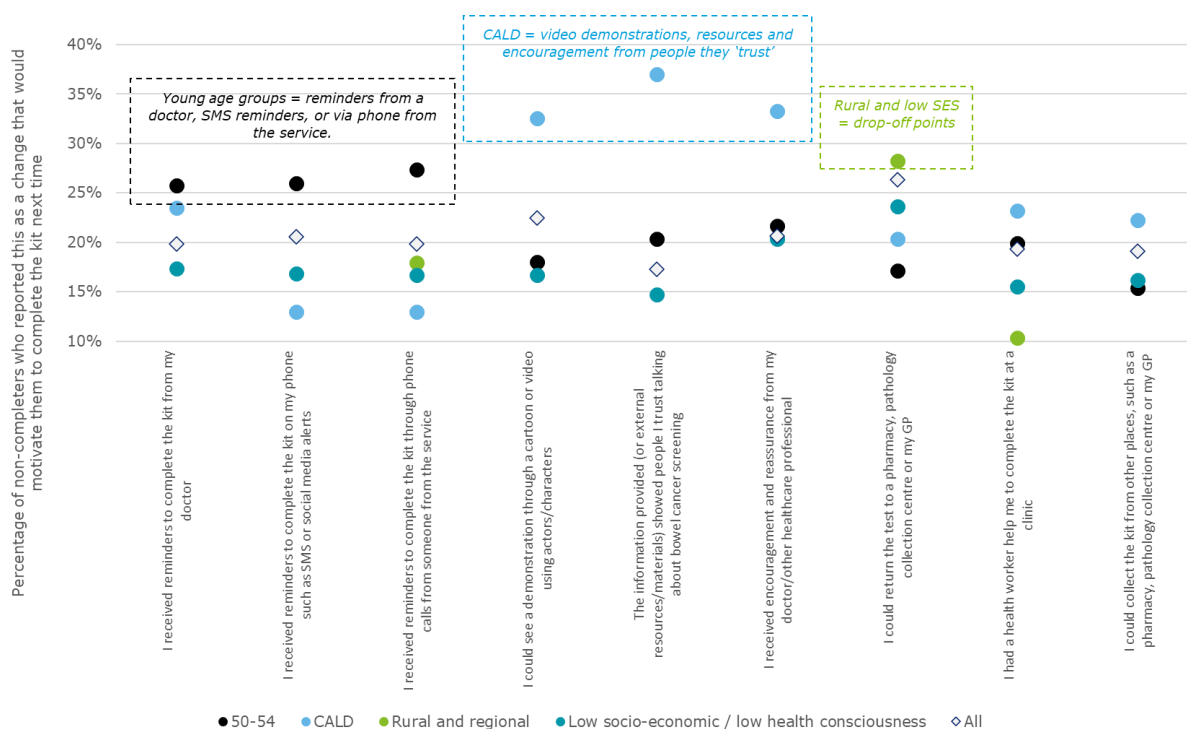 Percentage of non-completers who reported this as a change that would
motivate them to complete the kit next time
40%
35%
30%
25%
20%
15%
10%
Young age groups = reminders from a
doctor, SMS reminders, or via phone from
the service.
CALD = video demonstrations, resources and
encouragement from people they ‘trust’
Rural and low SES
= drop-off points
I received reminders to complete the kit from my
doctor
I received reminders to complete the kit on my phone
such as SMS or social media alerts
I received reminders to complete the kit through phone
calls from someone from the service
I could see a demonstration through a cartoon or video
using actors/characters
The information provided (or external
resources/materials) showed people I trust talking
about bowel cancer screening
I received encouragement and reassurance from my
doctor/other healthcare professional
I could return the test to a pharmacy, pathology
collection centre or my GP
I had a health worker help me to complete the kit at a
clinic
I could collect the kit from other places, such as a
pharmacy, pathology collection centre or my GP
50-54
CALD
Rural and regional
Low socio-economic / low health consciousness
All